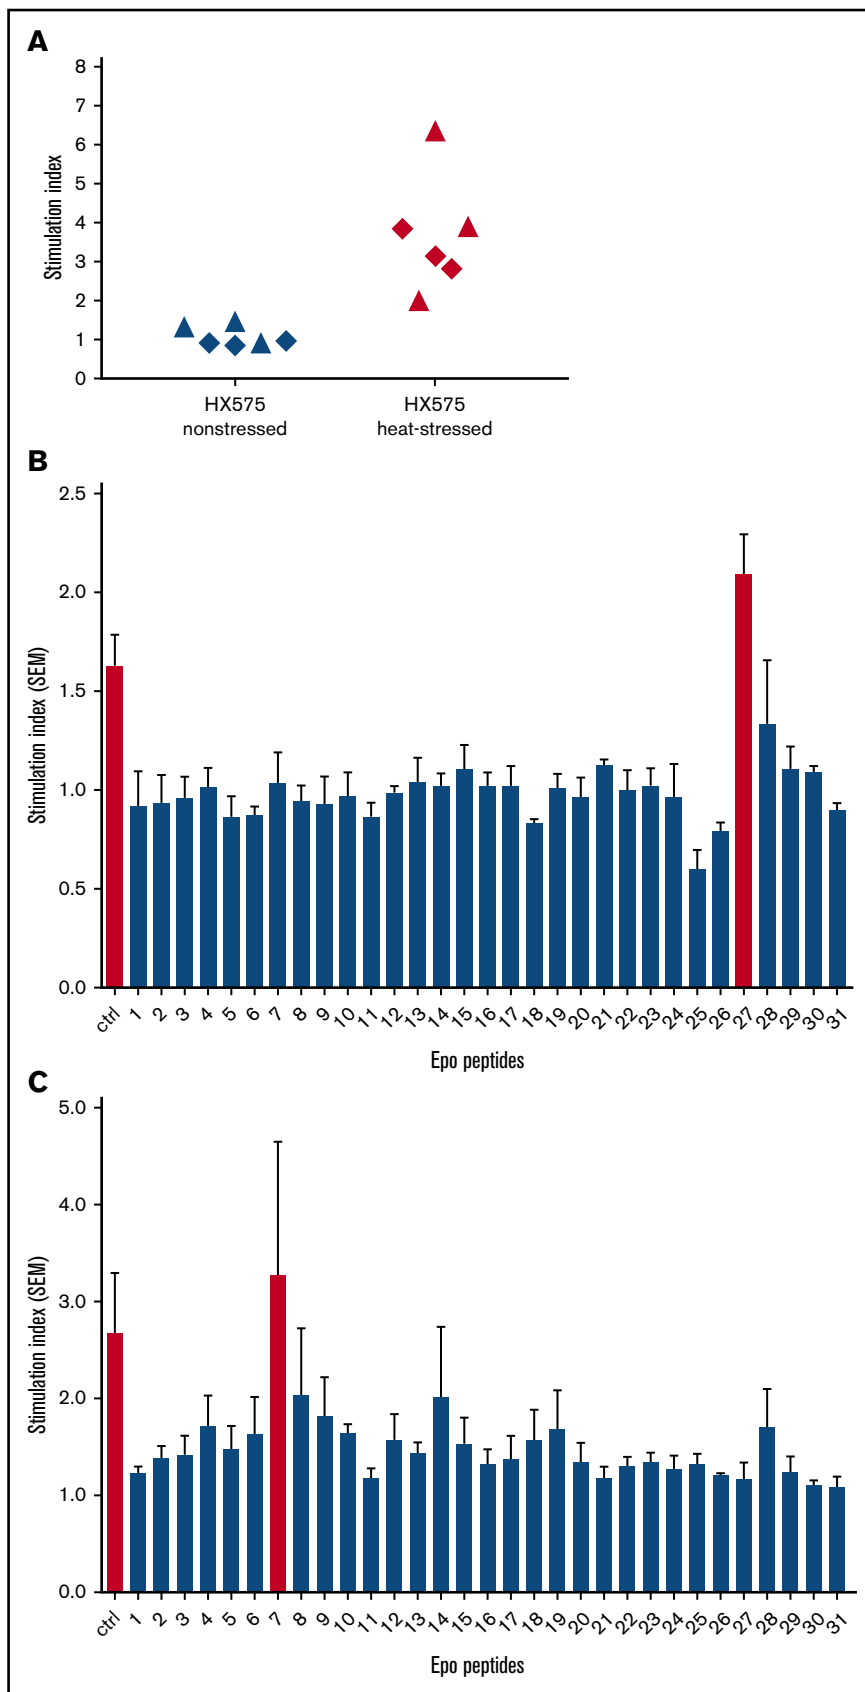 A
8
7
6
5
4
3
2
1
0
Stimulation index
HX575
nonstressed
HX575
heat-stressed
B
2.5
2.0
1.5
1.0
0.5
0.0
Stimulation index (SEM)
ctrl 1 2 3 4 5 6 7 8 9 10 11 12 13 14 15 16 17 18 19 20 21 22 23 24 25 26 27 28 29 30 31
Epo peptides
C
5.0
4.0
3.0
2.0
1.0
0.0
Stimulation index (SEM)
ctrl 1 2 3 4 5 6 7 8 9 10 11 12 13 14 15 16 17 18 19 20 21 22 23 24 25 26 27 28 29 30 31
Epo peptides